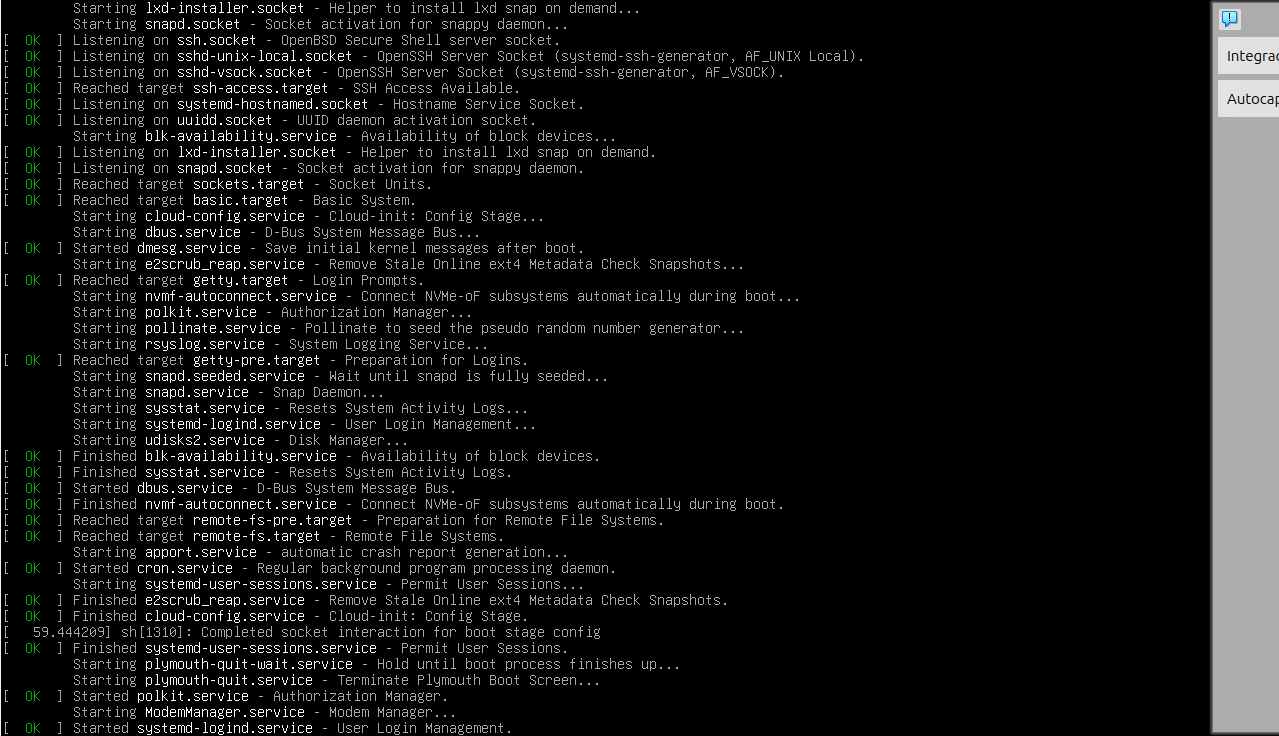 Starting lxd-installer.socket - Helper to install lxd snap on demand...
Starting snapd.socket - Socket activation for snappy daemon...
[  OK  ] Listening on ssh.socket - OpenBSD Secure Shell server socket.
[  OK  ] Listening on sshd-unix-local.socket - OpenSSH Server Socket (systemd-ssh-generator, AF_UNIX Local).
[  OK  ] Listening on sshd-vsock.socket - OpenSSH Server Socket (systemd-ssh-generator, AF_VSOCK).
[  OK  ] Reached target ssh-access.target - SSH Access Available.
[  OK  ] Listening on systemd-hostnamed.socket - Hostname Service Socket.
[  OK  ] Listening on uuidd.socket - UUID daemon activation socket.
Starting blk-availability.service - Availability of block devices...
[  OK  ] Listening on lxd-installer.socket - Helper to install lxd snap on demand.
[  OK  ] Listening on snapd.socket - Socket activation for snappy daemon.
[  OK  ] Reached target sockets.target - Socket Units.
[  OK  ] Reached target basic.target - Basic System.
Starting cloud-config.service - Cloud-init: Config Stage...
Starting dbus.service - D-Bus System Message Bus...
[  OK  ] Started dmesg.service - Save initial kernel messages after boot.
Starting e2scrub_reap.service - Remove Stale Online ext4 Metadata Check Snapshots...
[  OK  ] Reached target getty.target - Login Prompts.
Starting nvmf-autoconnect.service - Connect NVMe-oF subsystems automatically during boot...
Starting polkit.service - Authorization Manager...
Starting pollinate.service - Pollinate to seed the pseudo random number generator...
Starting rsyslog.service - System Logging Service...
[  OK  ] Reached target getty-pre.target - Preparation for Logins.
Starting snapd.seeded.service - Wait until snapd is fully seeded...
Starting snapd.service - Snap Daemon...
Starting sysstat.service - Resets System Activity Logs...
Starting systemd-logind.service - User Login Management...
Starting udisks2.service - Disk Manager...
[  OK  ] Finished blk-availability.service - Availability of block devices.
[  OK  ] Finished sysstat.service - Resets System Activity Logs.
[  OK  ] Started dbus.service - D-Bus System Message Bus.
[  OK  ] Finished nvmf-autoconnect.service - Connect NVMe-oF subsystems automatically during boot.
[  OK  ] Reached target remote-fs-pre.target - Preparation for Remote File Systems.
[  OK  ] Reached target remote-fs.target - Remote File Systems.
Starting apport.service - automatic crash report generation...
[  OK  ] Started cron.service - Regular background program processing daemon.
Starting systemd-user-sessions.service - Permit User Sessions...
[  OK  ] Finished e2scrub_reap.service - Remove Stale Online ext4 Metadata Check Snapshots.
[  OK  ] Finished cloud-config.service - Cloud-init: Config Stage.
[   59.444209] sh[1310]: Completed socket interaction for boot stage config
[  OK  ] Finished systemd-user-sessions.service - Permit User Sessions.
Starting plymouth-quit-wait.service - Hold until boot process finishes up...
Starting plymouth-quit.service - Terminate Plymouth Boot Screen...
[  OK  ] Started polkit.service - Authorization Manager.
Starting ModemManager.service - Modem Manager...
[  OK  ] Started systemd-logind.service - User Login Management.
Integrac
Autocap